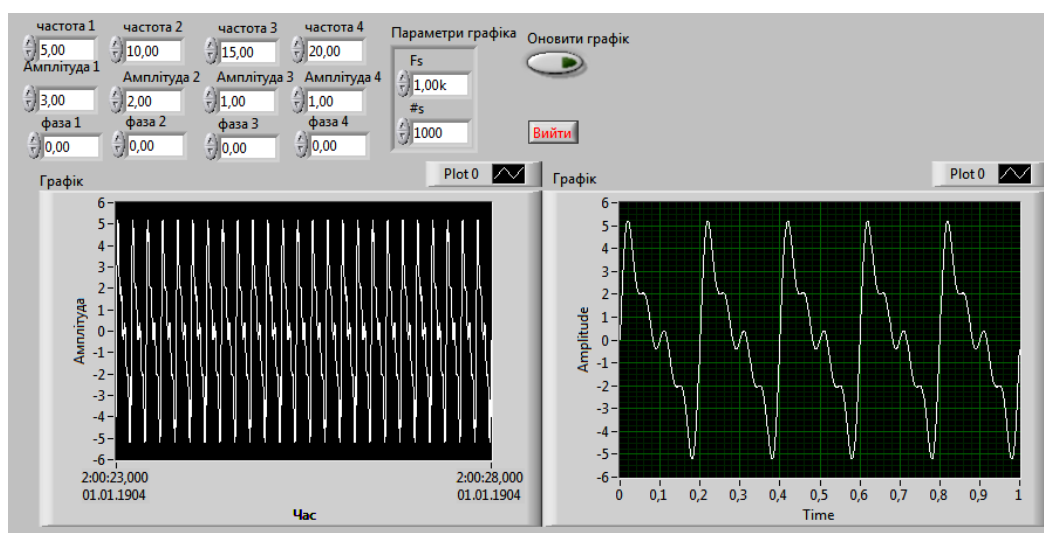 частота 1 частота 2 частота 3 частота 4
5,00 10,00 15,00 20,00
Амплітуда 1 Амплітуда 2 Амплітуда 3 Амплітуда 4
3,00 2,00 1,00 1,00
фаза 1 фаза 2 фаза 3 фаза 4
0,00 0,00 0,00 0,00
Параметри графіка
Fs
1,00k
#s
1000
Оновити графік
Вийти
Графік
Plot 0
6
5
4
3
2
1
0
-1
-2
-3
-4
-5
-6
Амплітуда
2:00:23,000 2:00:28,000
01.01.1904 01.01.1904
Час
Графік
Plot 0
6
5
4
3
2
1
0
-1
-2
-3
-4
-5
-6
Amplitude
0 0,1 0,2 0,3 0,4 0,5 0,6 0,7 0,8 0,9 1
Time